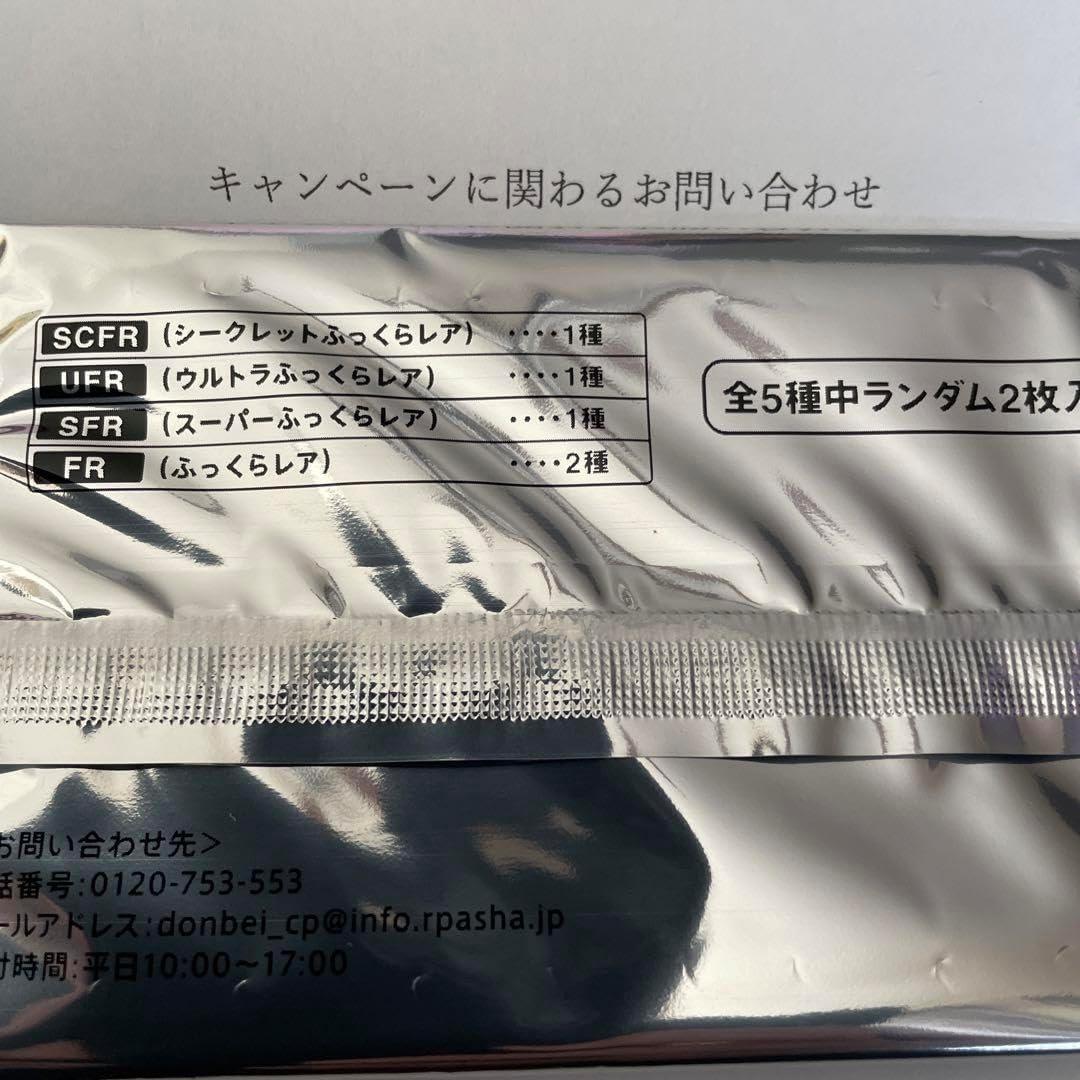 キャンペーンに関わるお問い合わせ
SCFR (シークレットふっくらレア) ····1種
UFR (ウルトラふっくらレア) ····1種
SFR (スーパーふっくらレア) ····1種
FR (ふっくらレア) ····2種
全5種中ランダム2枚入
お問い合わせ先>
話番号:0120-753-553
ールアドレス:donbei_cp@info.rpasha.jp
付時間:平日10:00~17:00